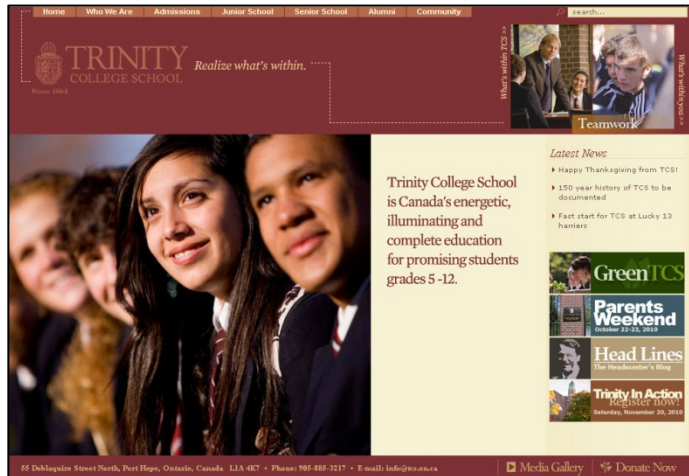 Home Who We Are Admissions Junior School Senior School Alumni Community
search...
TRINITY
COLLEGE SCHOOL
Since 1865
Realize what's within.
What's within TCS >>
What's within you >>
Teamwork
Trinity College School
is Canada's energetic,
illuminating and
complete education
for promising students
grades 5 -12.
Latest News
Happy Thanksgiving from TCS!
150 year history of TCS to be
documented
Fast start for TCS at Lucky 13
harriers
GreenTCS
Parents
Weekend
October 22-23, 2010
Head Lines
The Headmaster's Blog
Trinity In Action
Register now!
Saturday, November 20, 2010
55 Deblaquire Street North, Port Hope, Ontario, Canada L1A 4K7 • Phone: 905-885-3217 • E-mail: info@tcs.on.ca
Media Gallery
Donate Now